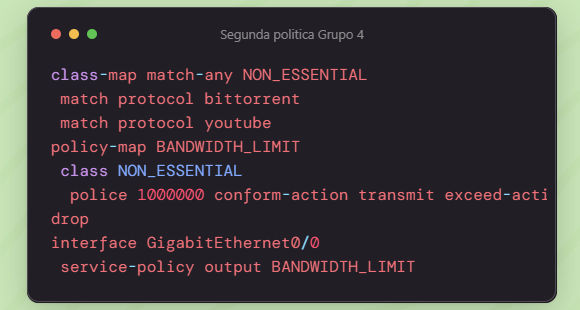 Segunda politica Grupo 4
class-map match-any NON_ESSENTIAL
match protocol bittorrent
match protocol youtube
policy-map BANDWIDTH_LIMIT
class NON_ESSENTIAL
police 1000000 conform-action transmit exceed-acti
drop
interface GigabitEthernet0/0
service-policy output BANDWIDTH_LIMIT